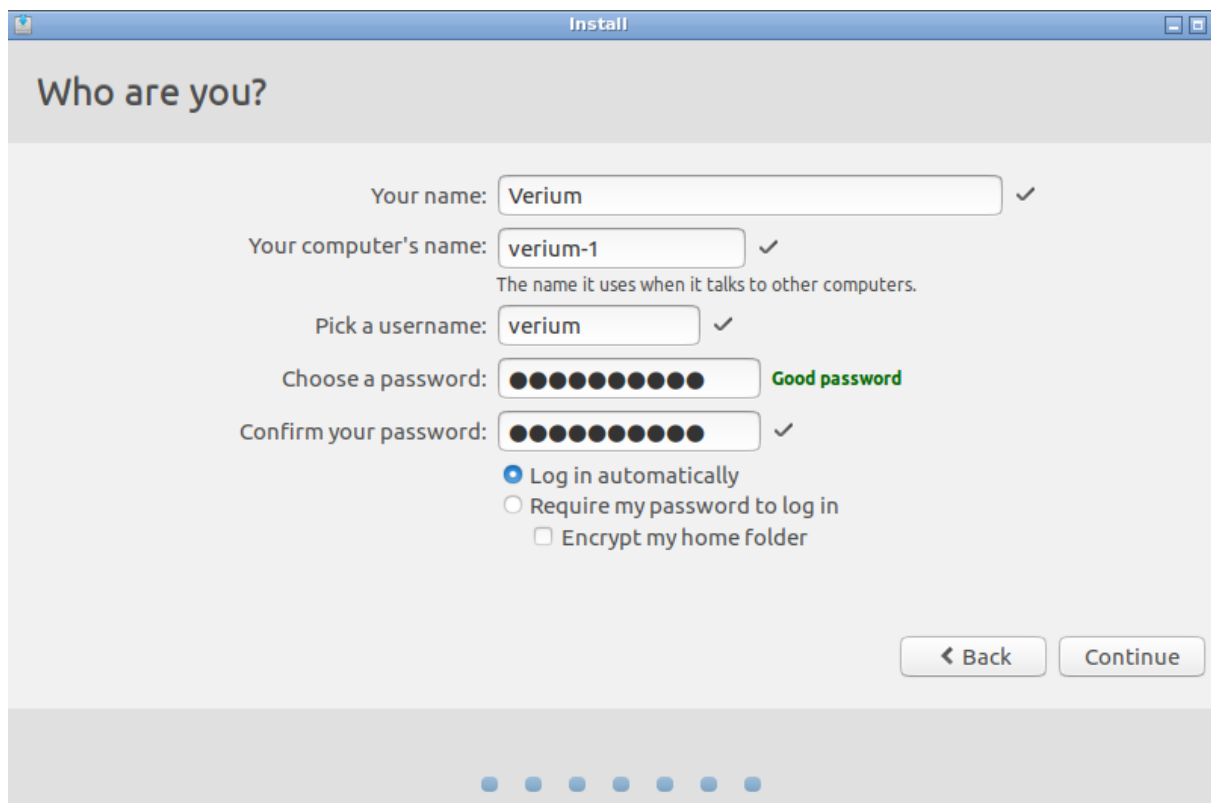 Install
Who are you?
Your name: Verium
Your computer's name: verium-1
The name it uses when it talks to other computers.
Pick a username: verium
Choose a password: ●●●●●●●●●● Good password
Confirm your password: ●●●●●●●●●●
Log in automatically
Require my password to log in
Encrypt my home folder
Back Continue